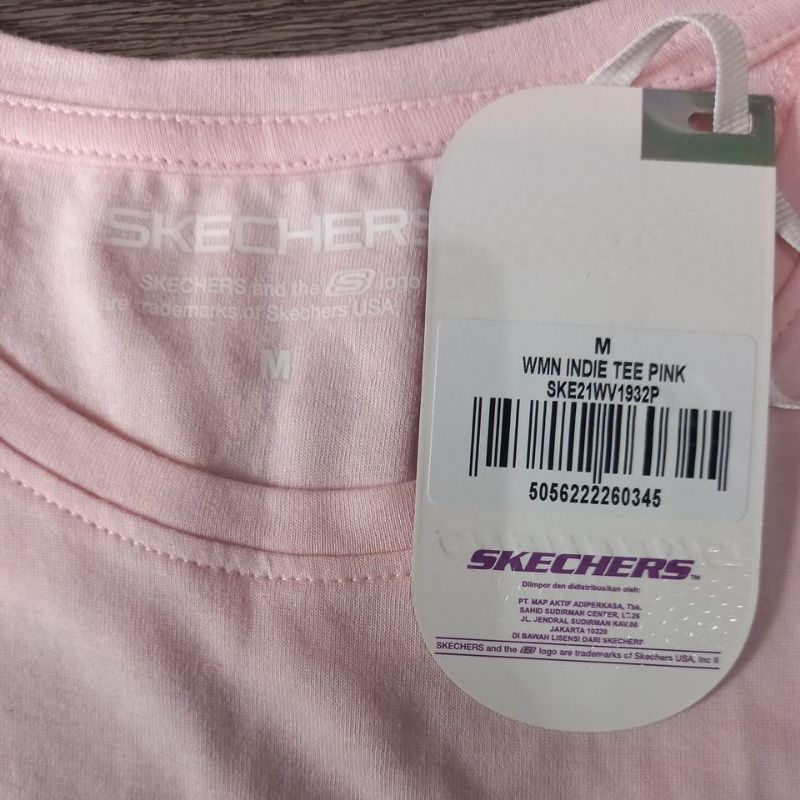 SKECHERS
SKECHERS and the S logo
are trademarks of Skechers USA,
M
M
WMN INDIE TEE PINK
SKE21WV1932P
5056222260345
SKECHERS™
Diimpor dan didistribusikan oleh:
PT. MAP AKTIF ADIPERKASA, Tbk.
SAHID SUDIRMAN CENTER, Lt.26
JL. JENDRAL SUDIRMAN KAV.86
JAKARTA 10220
DI BAWAH LISENSI DARI SKECHERS
SKECHERS and the S logo are trademarks of Skechers USA, Inc II